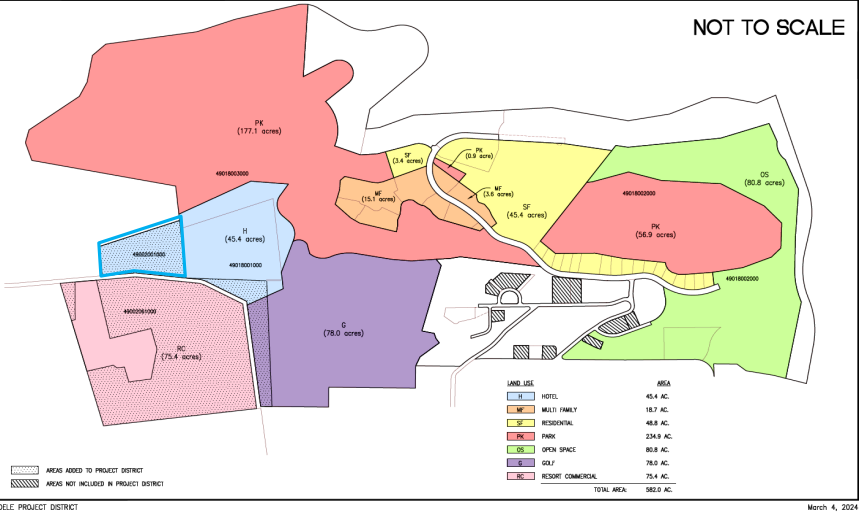 NOT TO SCALE
PK
(177.1 acres)
SF
(3.4 acres)
PK
(0.9 acre)
49018003000
MF
(15.1 acres)
MF
(3.6 acres)
OS
(80.8 acres)
49018002000
SF
(45.4 acres)
H
(45.4 acres)
PK
(56.9 acres)
49002001000
49018001000
49018002000
49002061000
G
(78.0 acres)
RC
(75.4 acres)
LAND USE AREA
H HOTEL 45.4 AC.
MF MULTI FAMILY 18.7 AC.
SF RESIDENTIAL 48.8 AC.
PK PARK 234.9 AC.
OS OPEN SPACE 80.8 AC.
G GOLF 78.0 AC.
RC RESORT COMMERCIAL 75.4 AC.
TOTAL AREA: 582.0 AC.
AREAS ADDED TO PROJECT DISTRICT
AREAS NOT INCLUDED IN PROJECT DISTRICT
DELE PROJECT DISTRICT
March 4, 2024